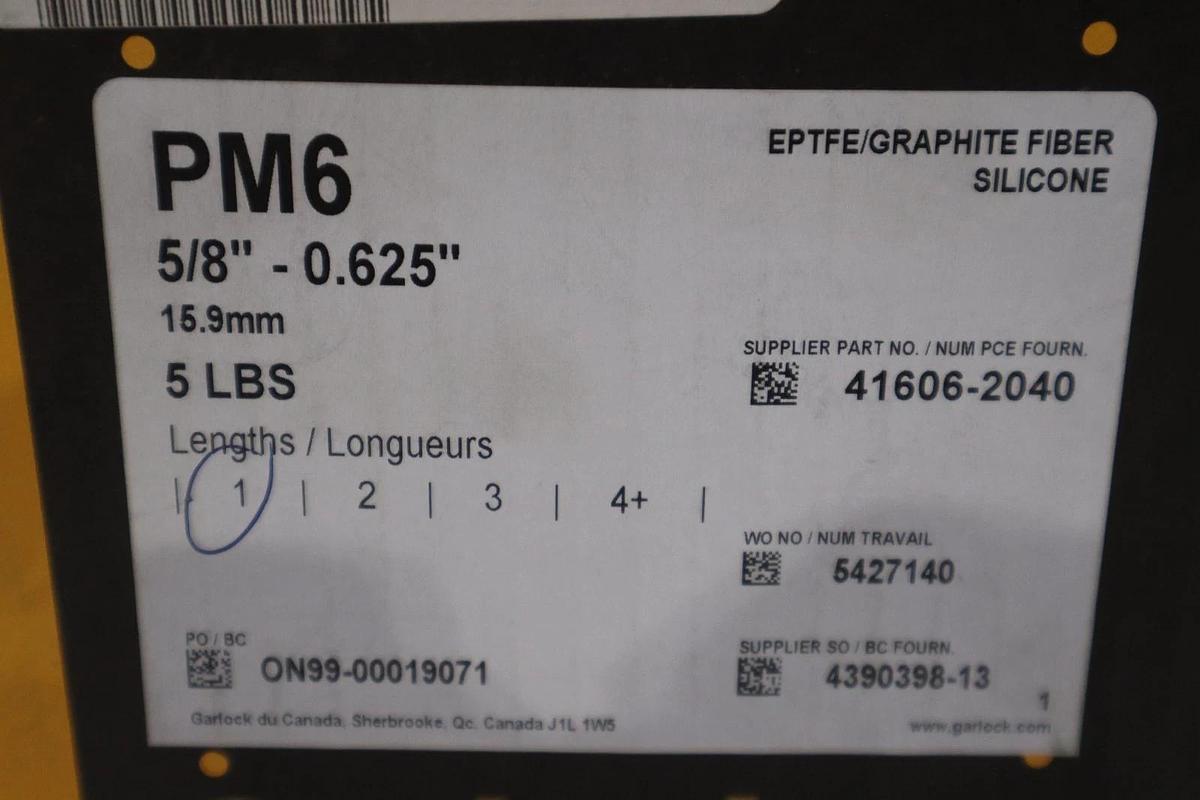 PM6
EPTFE/GRAPHITE FIBER
SILICONE
5/8" - 0.625"
15.9mm
5 LBS
SUPPLIER PART NO. / NUM PCE FOURN.
41606-2040
Lengths / Longueurs
| 1 | 2 | 3 | 4+ |
WO NO / NUM TRAVAIL
5427140
PO / BC
ON99-00019071
SUPPLIER SO / BC FOURN.
4390398-13
1
Garlock du Canada, Sherbrooke, Qc. Canada J1L 1W5
www.garlock.com